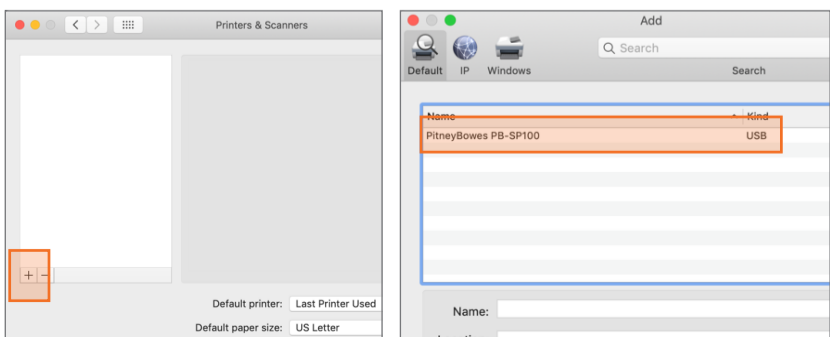 Printers & Scanners
Default printer: Last Printer Used
Default paper size: US Letter
Add
Search
Default IP Windows
Search
Name Kind
PitneyBowes PB-SP100 USB
Name: